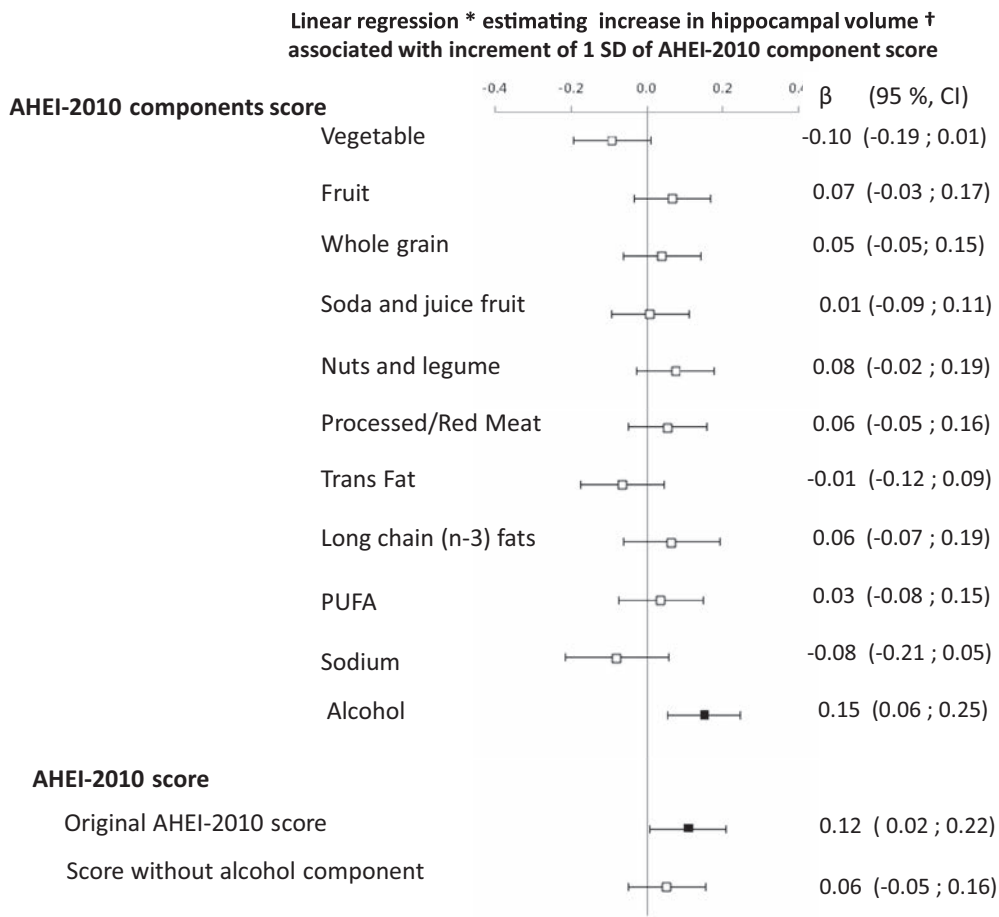 Linear regression * estimating increase in hippocampal volume †
associated with increment of 1 SD of AHEI-2010 component score
-0.4 -0.2 0.0 0.2 0.4 β (95 %, CI)
AHEI-2010 components score
Vegetable -0.10 (-0.19 ; 0.01)
Fruit 0.07 (-0.03 ; 0.17)
Whole grain 0.05 (-0.05; 0.15)
Soda and juice fruit 0.01 (-0.09 ; 0.11)
Nuts and legume 0.08 (-0.02 ; 0.19)
Processed/Red Meat 0.06 (-0.05 ; 0.16)
Trans Fat -0.01 (-0.12 ; 0.09)
Long chain (n-3) fats 0.06 (-0.07 ; 0.19)
PUFA 0.03 (-0.08 ; 0.15)
Sodium -0.08 (-0.21 ; 0.05)
Alcohol 0.15 (0.06 ; 0.25)
AHEI-2010 score
Original AHEI-2010 score 0.12 ( 0.02 ; 0.22)
Score without alcohol component 0.06 (-0.05 ; 0.16)